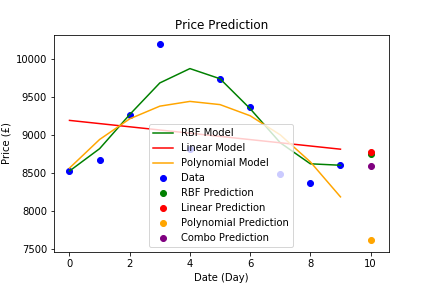 Price Prediction
Price (£)
10000
9500
9000
8500
8000
7500
RBF Model
Linear Model
Polynomial Model
Data
RBF Prediction
Linear Prediction
Polynomial Prediction
Combo Prediction
0 2 4 6 8 10
Date (Day)